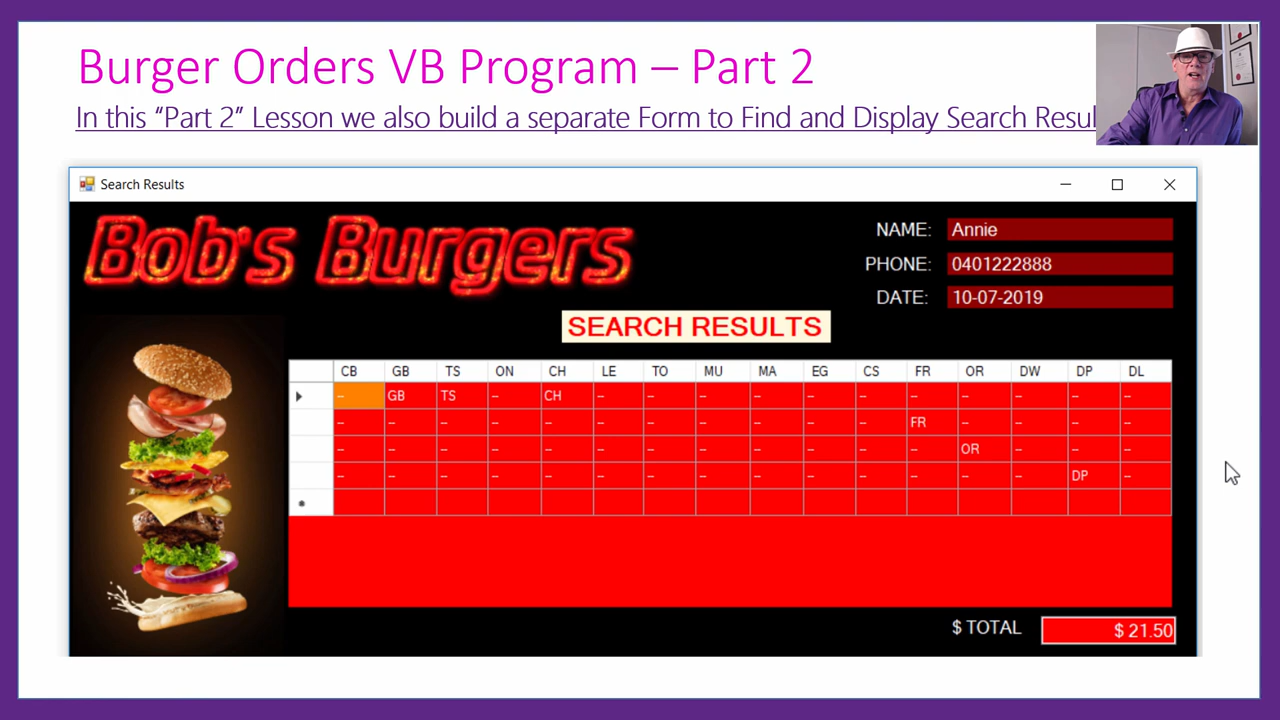 Burger Orders VB Program – Part 2
In this “Part 2” Lesson we also build a separate Form to Find and Display Search Resul
Search Results
Bob's Burgers
NAME: Annie
PHONE: 0401222888
DATE: 10-07-2019
SEARCH RESULTS
CB GB TS ON CH LE TO MU MA EG CS FR OR DW DP DL
-- GB TS -- CH -- -- -- -- -- -- -- -- -- -- --
-- -- -- -- -- -- -- -- -- -- -- FR -- -- -- --
-- -- -- -- -- -- -- -- -- -- -- -- OR -- -- --
-- -- -- -- -- -- -- -- -- -- -- -- -- -- DP --
$ TOTAL $ 21.50